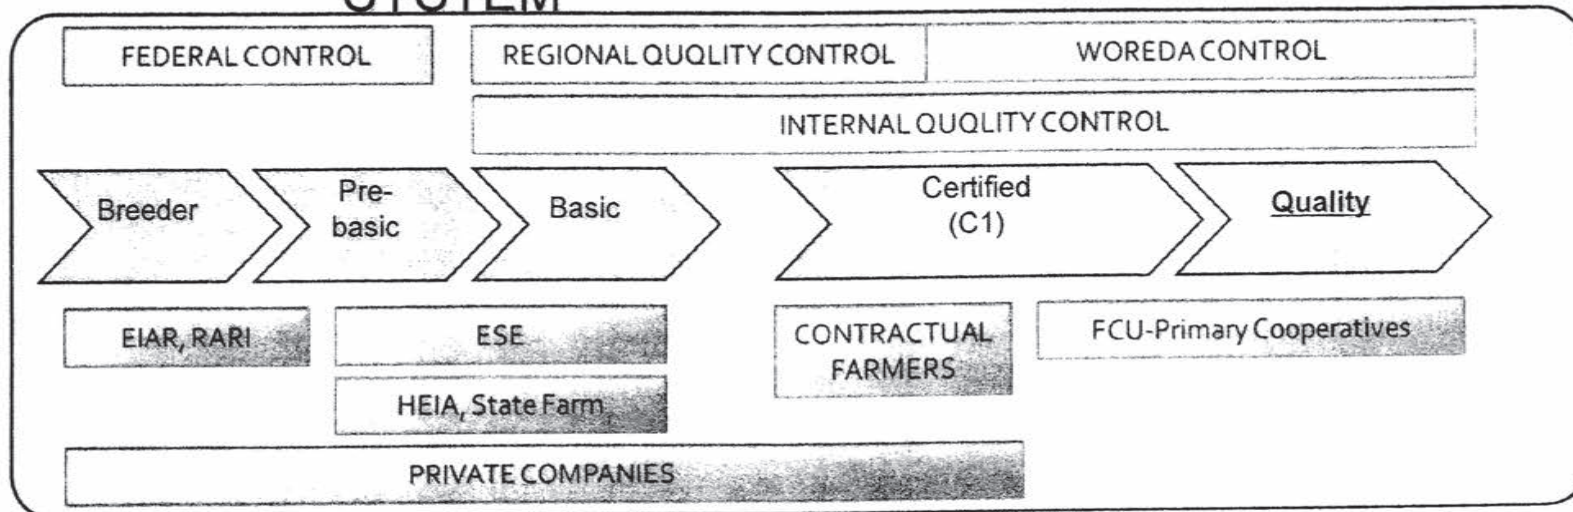 SYSTEM
FEDERAL CONTROL
REGIONAL QUQLITY CONTROL
WOREDA CONTROL
INTERNAL QUQLITY CONTROL
Breeder
Pre-
basic
Basic
Certified
(C1)
Quality
EIAR, RARI
ESE
CONTRACTUAL
FARMERS
FCU-Primary Cooperatives
HEIA, State Farm
PRIVATE COMPANIES